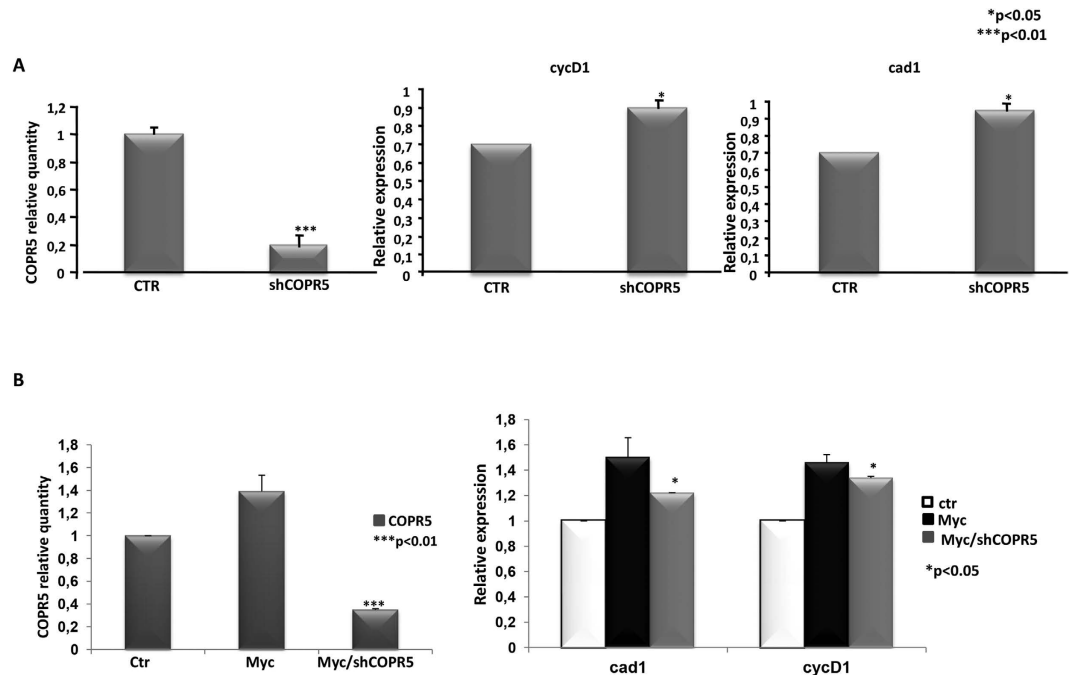 *p<0.05
***p<0.01
A
COPR5 relative quantity
1,2
1
0,8
0,6
0,4
0,2
0
***
CTR
shCOPR5
cycD1
Relative expression
1
0,9
0,8
0,7
0,6
0,5
0,4
0,3
0,2
0,1
0
*
CTR
shCOPR5
cad1
Relative expression
1
0,9
0,8
0,7
0,6
0,5
0,4
0,3
0,2
0,1
0
*
CTR
shCOPR5
B
COPR5 relative quantity
1,8
1,6
1,4
1,2
1
0,8
0,6
0,4
0,2
0
***
Ctr
Myc
Myc/shCOPR5
COPR5
***p<0.01
Relative expression
1,8
1,6
1,4
1,2
1
0,8
0,6
0,4
0,2
0
*
*
cad1
cycD1
ctr
Myc
Myc/shCOPR5
*p<0.05